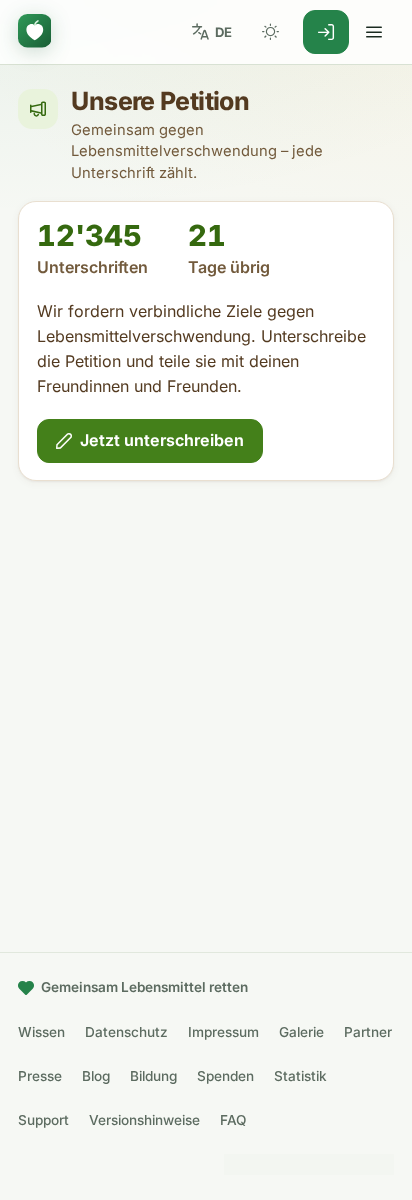 DE
Unsere Petition
Gemeinsam gegen
Lebensmittelverschwendung – jede
Unterschrift zählt.
12'345 21
Unterschriften Tage übrig
Wir fordern verbindliche Ziele gegen
Lebensmittelverschwendung. Unterschreibe
die Petition und teile sie mit deinen
Freundinnen und Freunden.
Jetzt unterschreiben
Gemeinsam Lebensmittel retten
Wissen Datenschutz Impressum Galerie Partner
Presse Blog Bildung Spenden Statistik
Support Versionshinweise FAQ